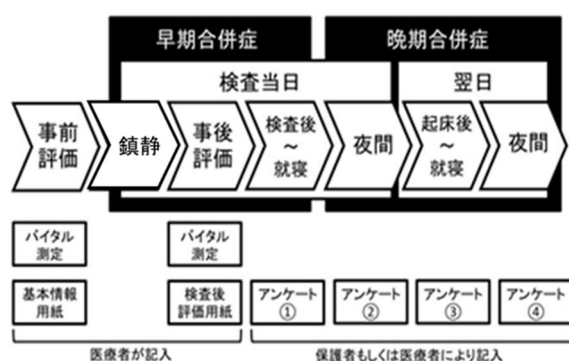 早期合併症
晩期合併症
検査当日
翌日
事前
評価
鎮静
事後
評価
検査後
~
就寝
夜間
起床後
~
就寝
夜間
バイタル
測定
バイタル
測定
基本情報
用紙
検査後
評価用紙
アンケート
①
アンケート
②
アンケート
③
アンケート
④
医療者が記入
保護者もしくは医療者により記入